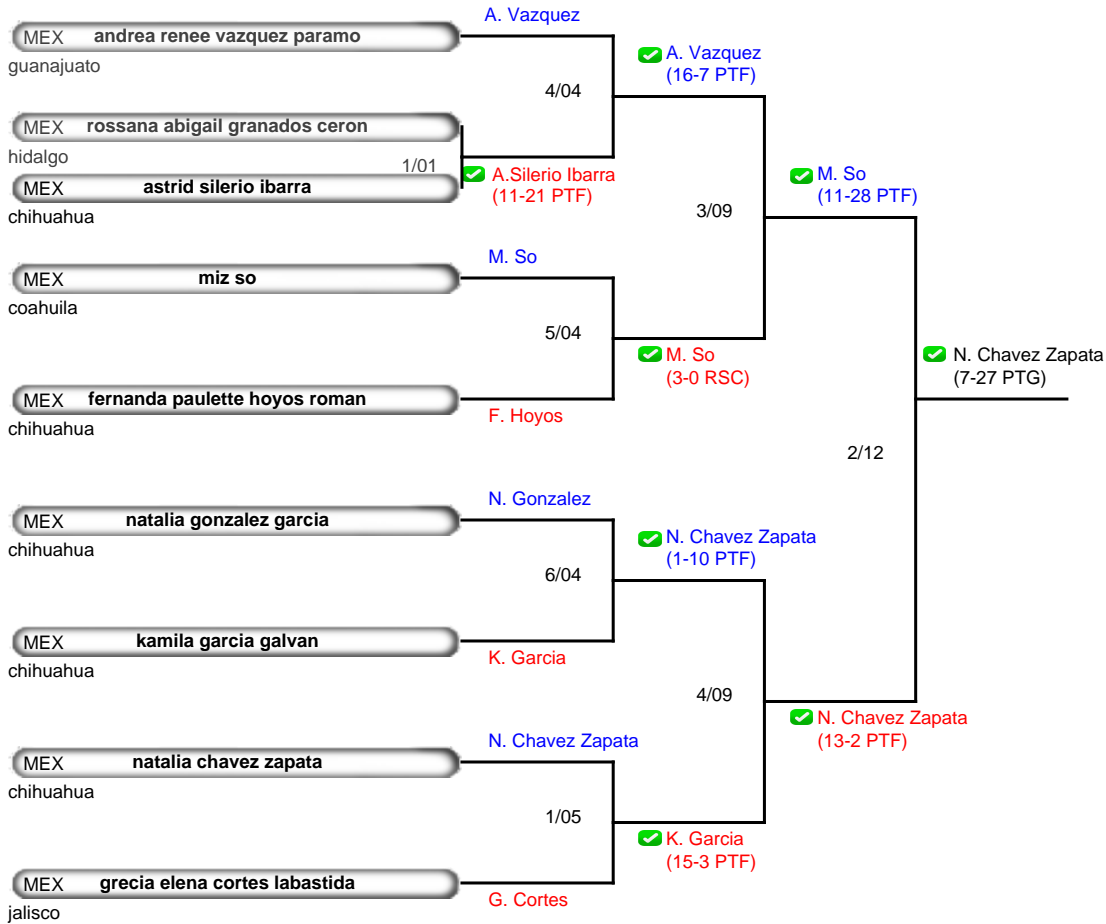 A. Vazquez
MEX andrea renee vazquez paramo
guanajuato
A. Vazquez
(16-7 PTF)
4/04
MEX rossana abigail granados ceron
hidalgo
1/01
A.Silerio Ibarra
(11-21 PTF)
MEX astrid silerio ibarra
chihuahua
M. So
(11-28 PTF)
3/09
M. So
MEX miz so
coahuila
5/04
M. So
(3-0 RSC)
N. Chavez Zapata
(7-27 PTG)
MEX fernanda paulette hoyos roman
chihuahua
F. Hoyos
2/12
N. Gonzalez
MEX natalia gonzalez garcia
chihuahua
N. Chavez Zapata
(1-10 PTF)
6/04
MEX kamila garcia galvan
chihuahua
K. Garcia
4/09
N. Chavez Zapata
(13-2 PTF)
N. Chavez Zapata
MEX natalia chavez zapata
chihuahua
1/05
K. Garcia
(15-3 PTF)
MEX grecia elena cortes labastida
jalisco
G. Cortes